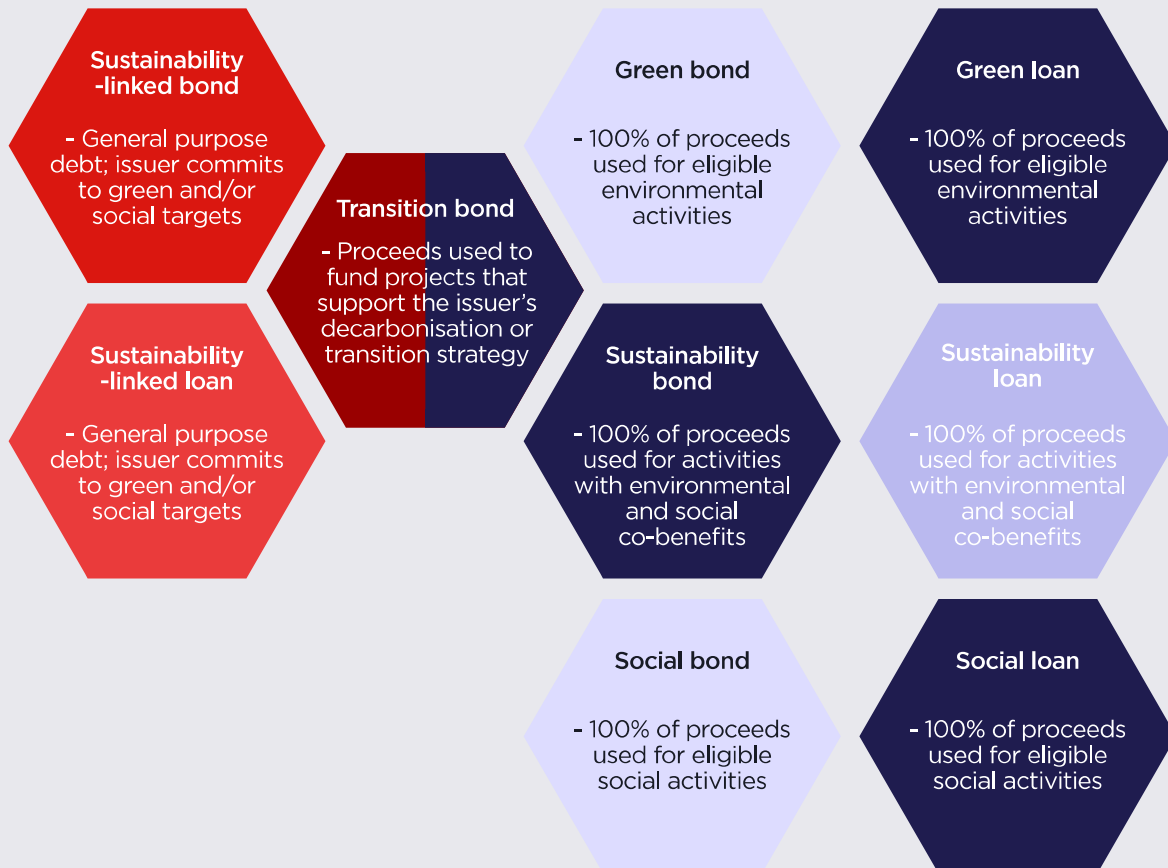 Sustainability
-linked bond
- General purpose
debt; issuer commits
to green and/or
social targets
Sustainability
-linked loan
- General purpose
debt; issuer commits
to green and/or
social targets
Transition bond
- Proceeds used to
fund projects that
support the issuer’s
decarbonisation or
transition strategy
Green bond
- 100% of proceeds
used for eligible
environmental
activities
Green loan
- 100% of proceeds
used for eligible
environmental
activities
Sustainability
bond
- 100% of proceeds
used for activities
with environmental
and social
co-benefits
Sustainability
loan
- 100% of proceeds
used for activities
with environmental
and social
co-benefits
Social bond
- 100% of proceeds
used for eligible
social activities
Social loan
- 100% of proceeds
used for eligible
social activities